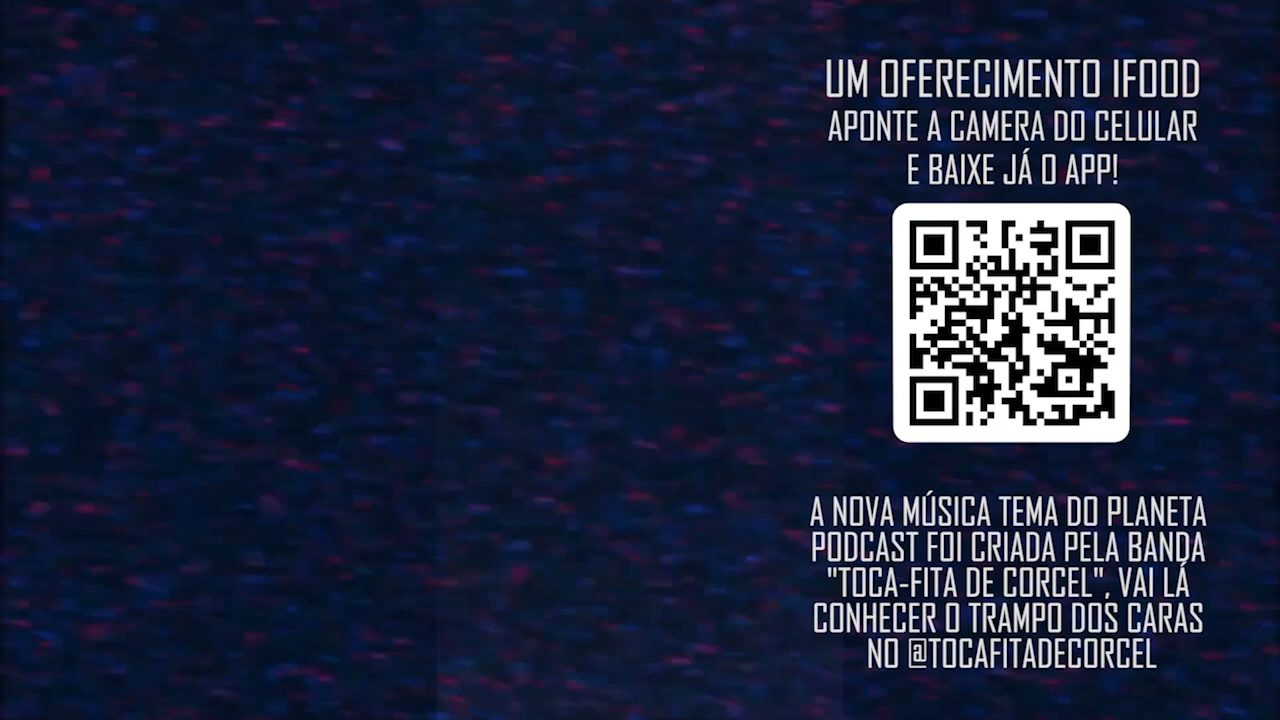 UM OFERECIMENTO IFOOD
APONTE A CAMERA DO CELULAR
E BAIXE JÁ O APP!
A NOVA MÚSICA TEMA DO PLANETA
PODCAST FOI CRIADA PELA BANDA
"TOCA-FITA DE CORCEL", VAI LÁ
CONHECER O TRAMPO DOS CARAS
NO @TOCAFITADECORCEL